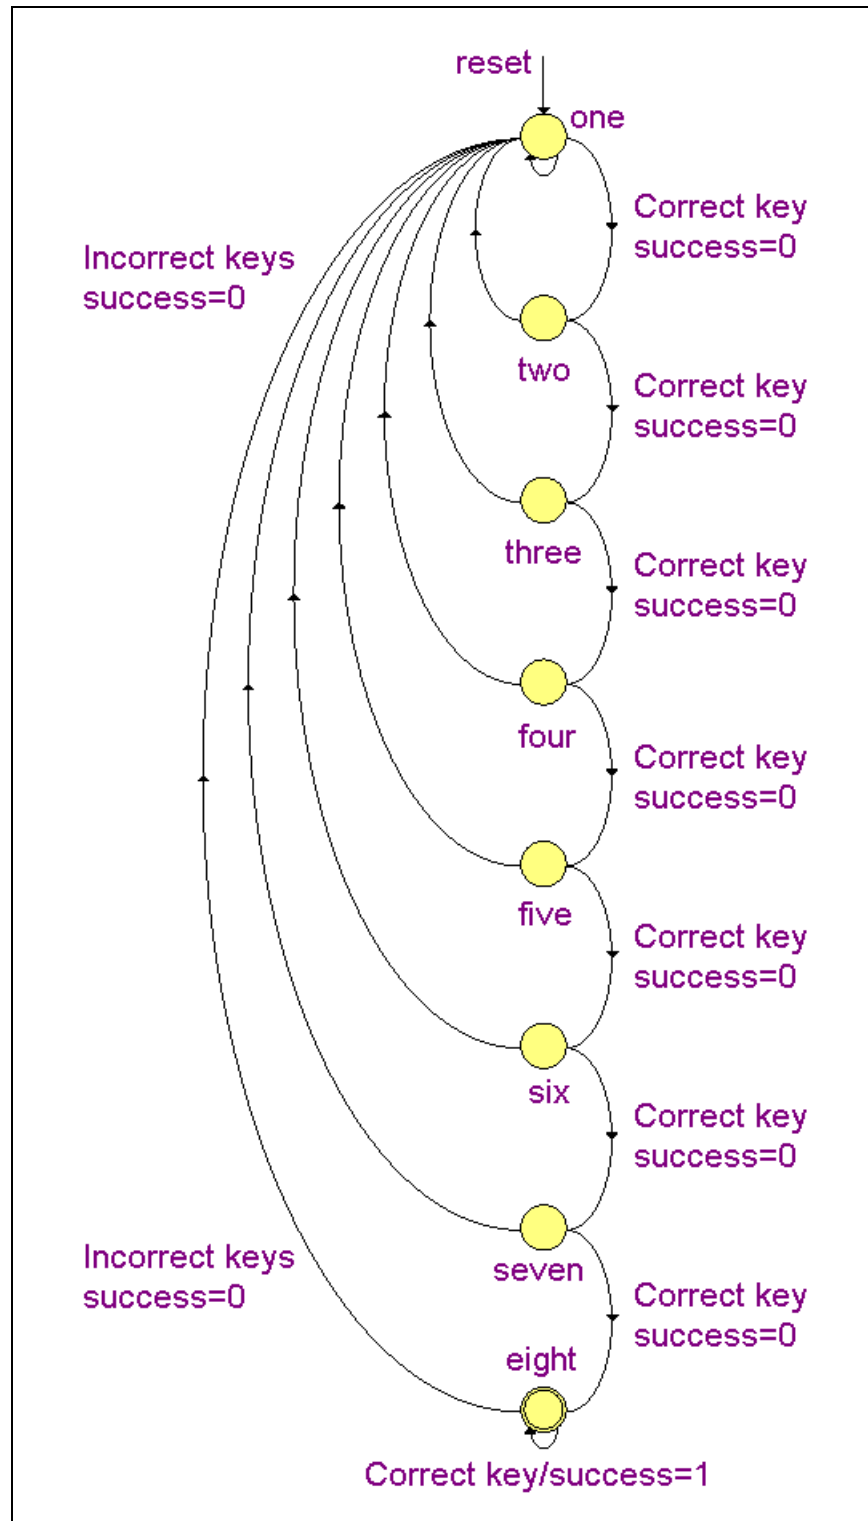 reset
one
Correct key
success=0
Incorrect keys
success=0
two
Correct key
success=0
three
Correct key
success=0
four
Correct key
success=0
five
Correct key
success=0
six
Correct key
success=0
Incorrect keys
success=0
seven
Correct key
success=0
eight
Correct key/success=1